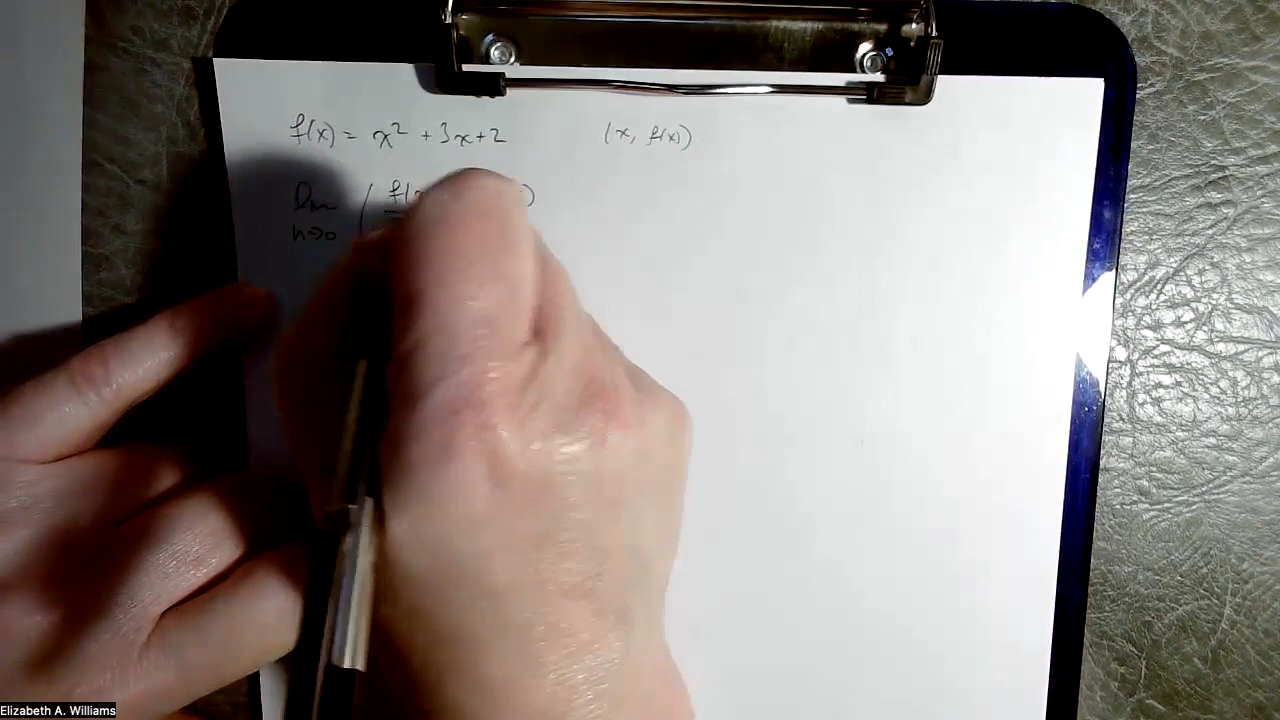 f(x) = x² + 3x + 2 (x, f(x))
lim ( f(
h→0
Elizabeth A. Williams